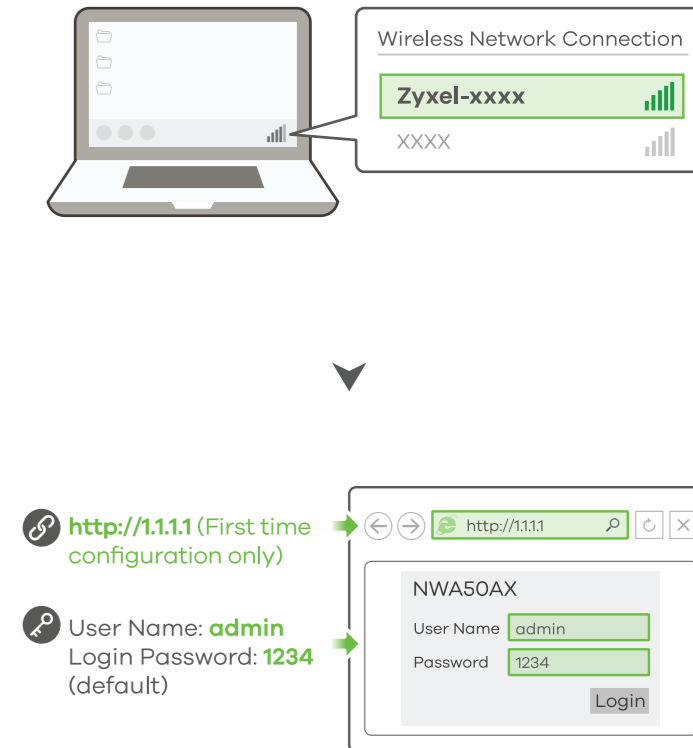 Wireless Network Connection
Zyxel-xxxx
XXXX
http://1.1.1.1 (First time
configuration only)
http://1.1.1.1
User Name: admin
Login Password: 1234
(default)
NWA50AX
User Name admin
Password 1234
Login